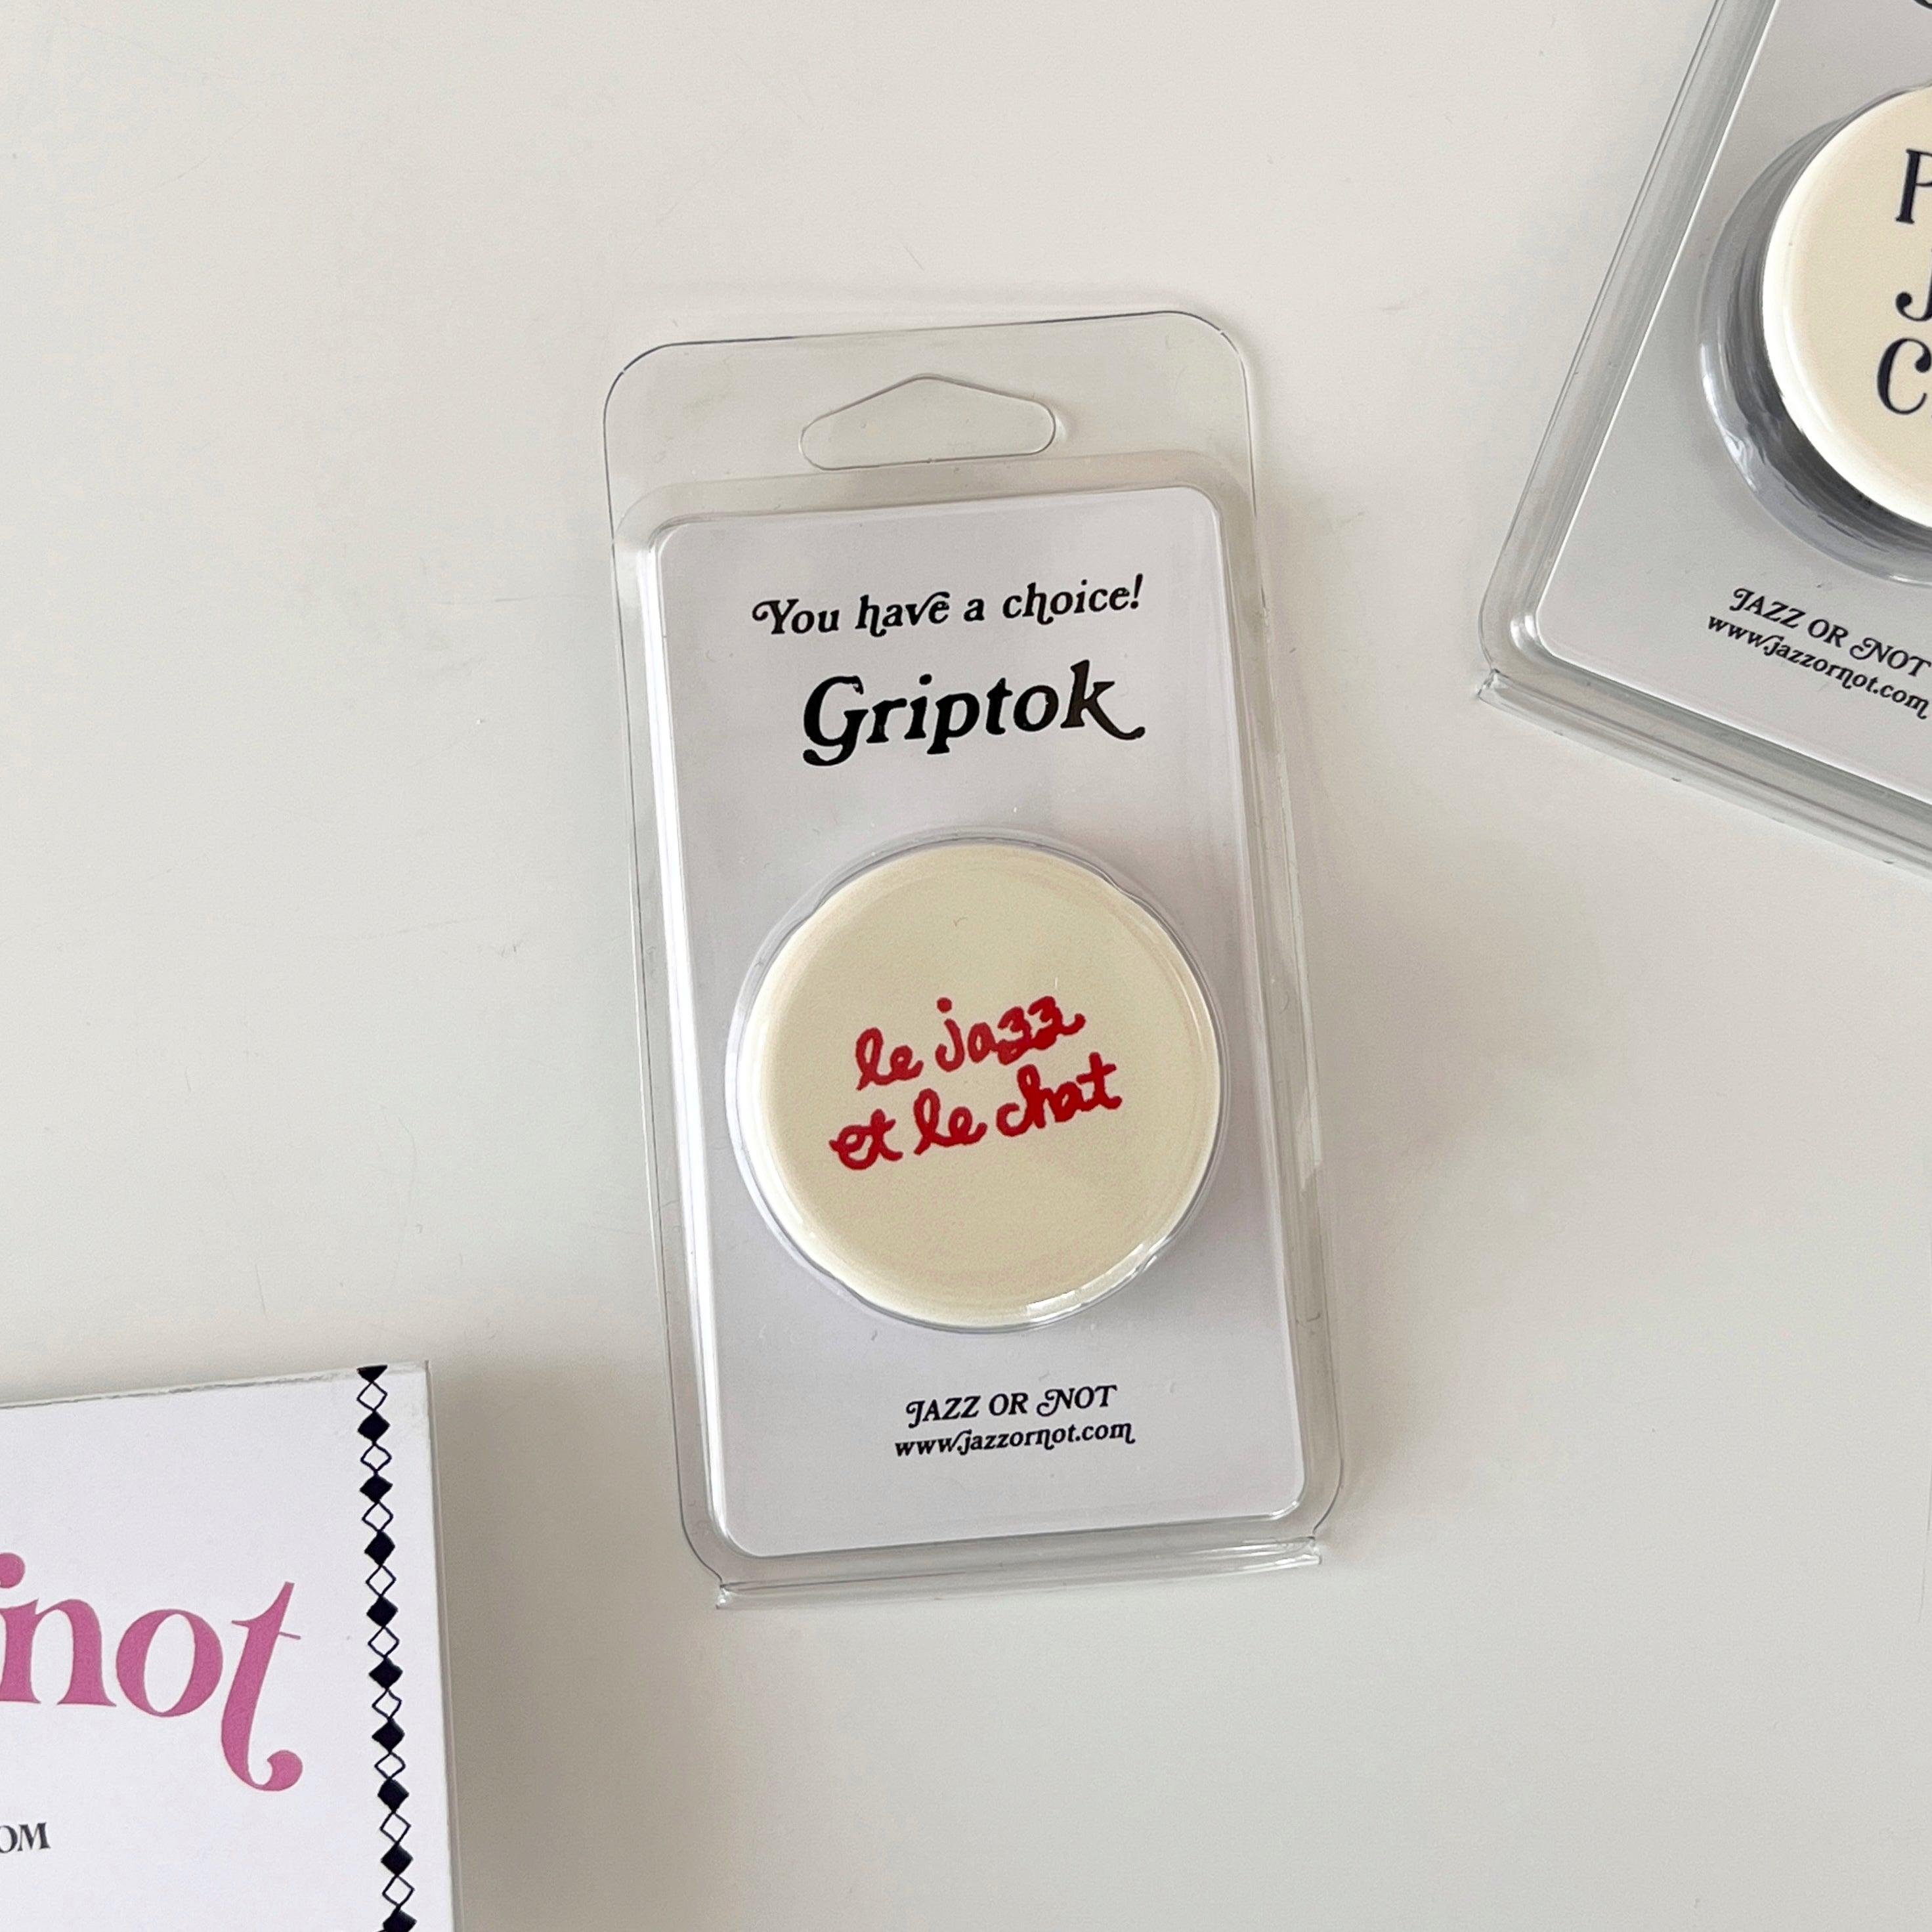 You have a choice!
Griptok
le jazz
et le chat
JAZZ OR NOT
www.jazzornot.com
JAZZ OR NOT
www.jazzornot.com
not